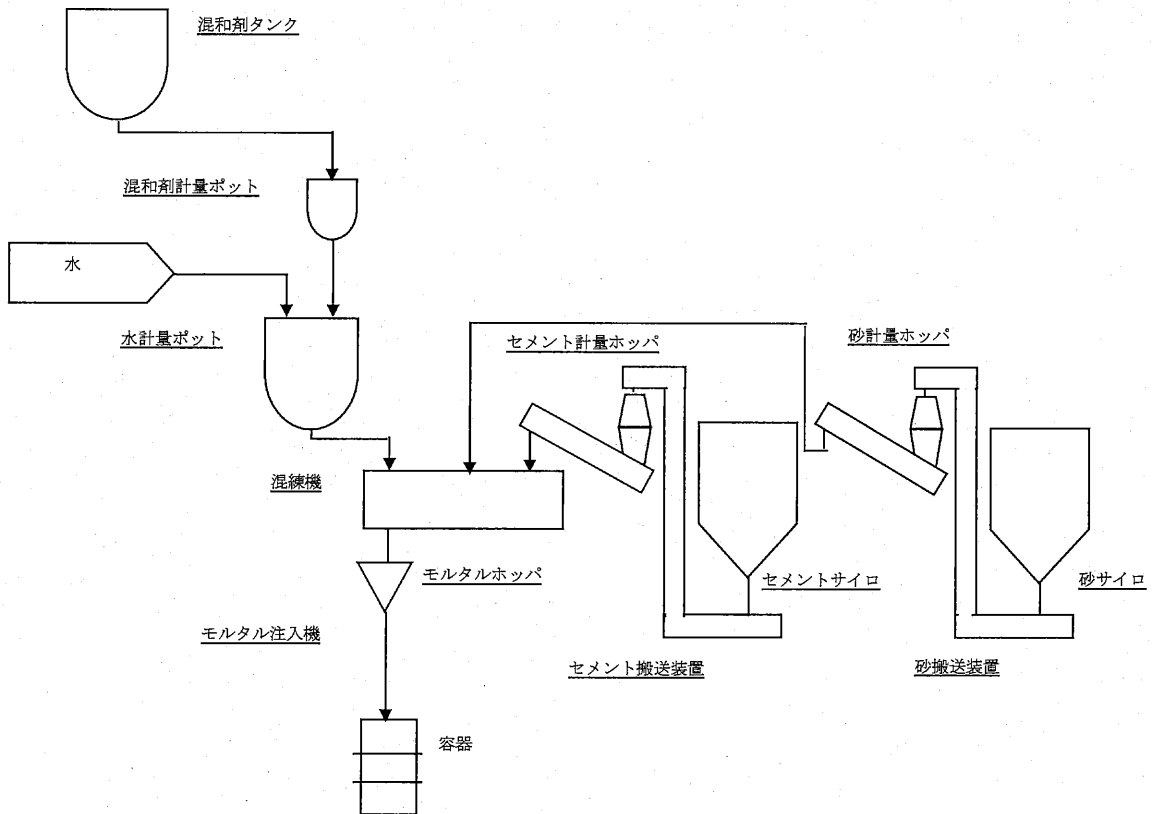 混和剤タンク
混和剤計量ポット
水
水計量ポット
セメント計量ホッパ
砂計量ホッパ
混練機
モルタルホッパ
セメントサイロ
砂サイロ
モルタル注入機
セメント搬送装置
砂搬送装置
容器